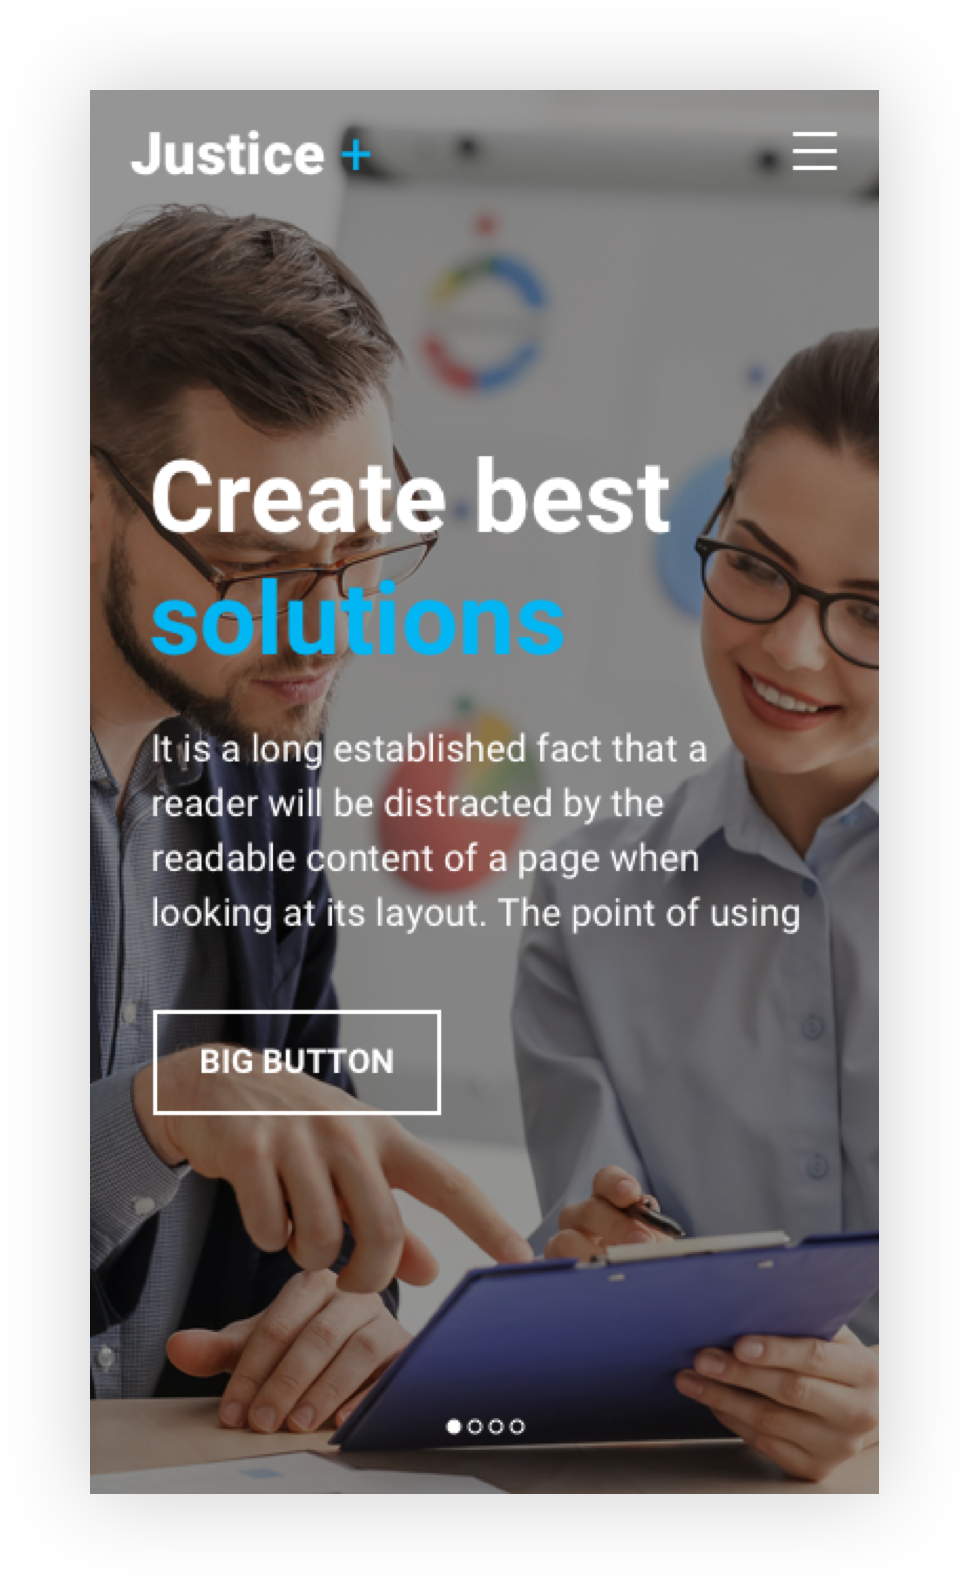 Justice +
Create best
solutions
It is a long established fact that a
reader will be distracted by the
readable content of a page when
looking at its layout. The point of using
BIG BUTTON